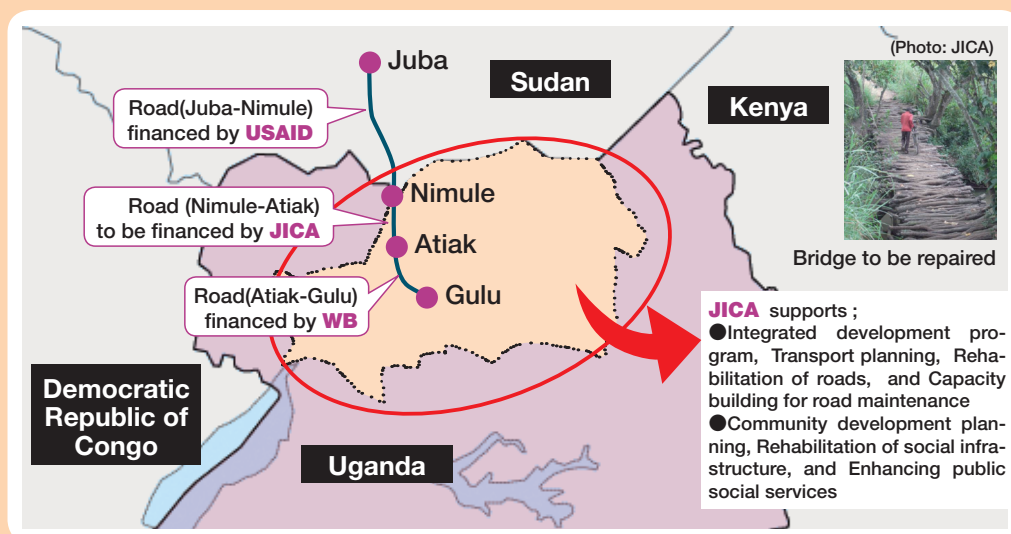 Juba
Sudan
(Photo: JICA)
Kenya
Road(Juba-Nimule)
financed by USAID
Nimule
Road (Nimule-Atiak)
to be financed by JICA
Atiak
Bridge to be repaired
Road(Atiak-Gulu)
financed by WB
Gulu
JICA supports ;
●Integrated development pro-
gram, Transport planning, Reha-
bilitation of roads, and Capacity
building for road maintenance
●Community development plan-
ning, Rehabilitation of social infra-
structure, and Enhancing public
social services
Democratic
Republic of
Congo
Uganda